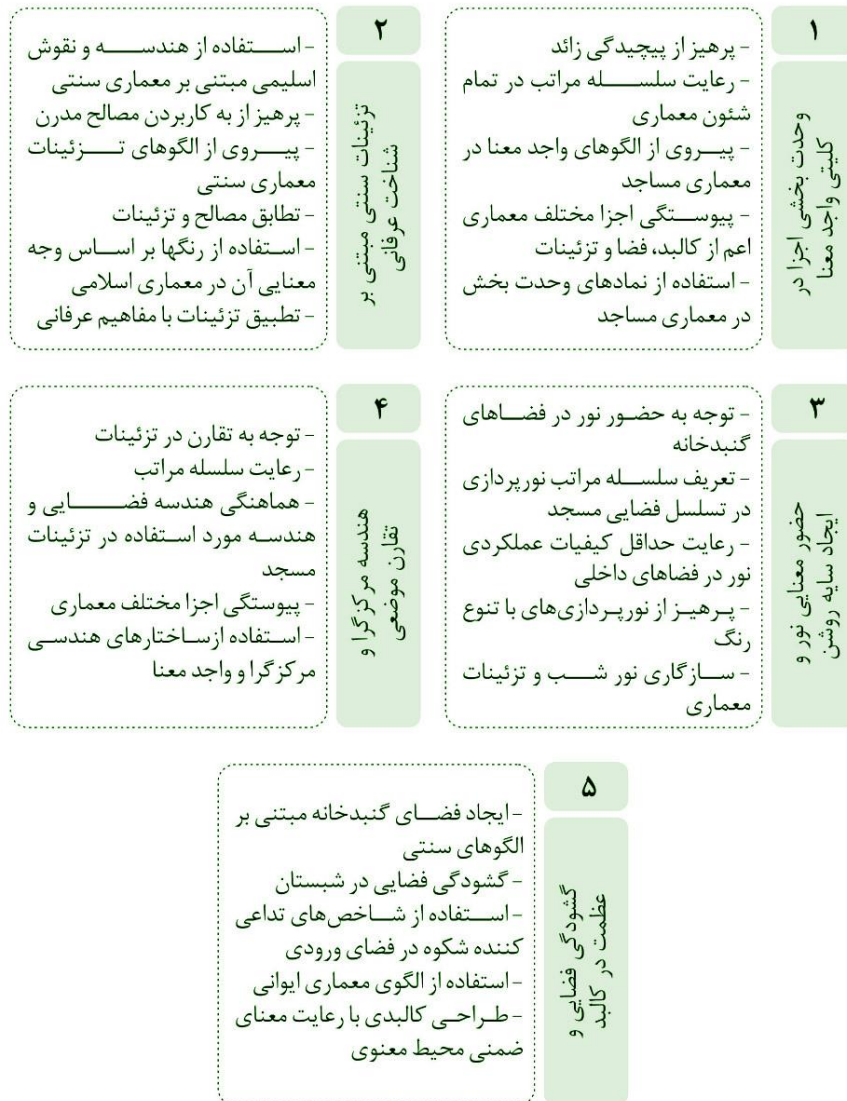 ۱
وحدت بخشی اجزا در
کلیتی واجد معنا
- پرهیز از پیچیدگی زائد
- رعایت سلسله مراتب در تمام
شئون معماری
- پیروی از الگوهای واجد معنا در
معماری مساجد
- پیوستگی اجزا مختلف معماری
اعم از کالبد، فضا و تزئینات
- استفاده از نمادهای وحدت بخش
در معماری مساجد
۲
تزئینات سنتی مبتنی بر
شناخت عرفانی
- استفاده از هندسه و نقوش
اسلیمی مبتنی بر معماری سنتی
- پرهیز از به کاربردن مصالح مدرن
- پیروی از الگوهای تزئینات
معماری سنتی
- تطابق مصالح و تزئینات
- استفاده از رنگها بر اساس وجه
معنایی آن در معماری اسلامی
- تطبیق تزئینات با مفاهیم عرفانی
۳
حضور معنایی نور و
ایجاد سایه روشن
- توجه به حضور نور در فضاهای
گنبدخانه
- تعریف سلسله مراتب نورپردازی
در تسلسل فضایی مسجد
- رعایت حداقل کیفیات عملکردی
نور در فضاهای داخلی
- پرهیز از نورپردازی‌های با تنوع
رنگ
- سازگاری نور شب و تزئینات
معماری
۴
هندسه مرکزگرا و
تقارن موضعی
- توجه به تقارن در تزئینات
- رعایت سلسله مراتب
- هماهنگی هندسه فضایی و
هندسه مورد استفاده در تزئینات
مسجد
- پیوستگی اجزا مختلف معماری
- استفاده ازساختارهای هندسی
مرکزگرا و واجد معنا
۵
گشودگی فضایی و
عظمت در کالبد
- ایجاد فضای گنبدخانه مبتنی بر
الگوهای سنتی
- گشودگی فضایی در شبستان
- استفاده از شاخص‌های تداعی
کننده شکوه در فضای ورودی
- استفاده از الگوی معماری ایوانی
- طراحی کالبدی با رعایت معنای
ضمنی محیط معنوی